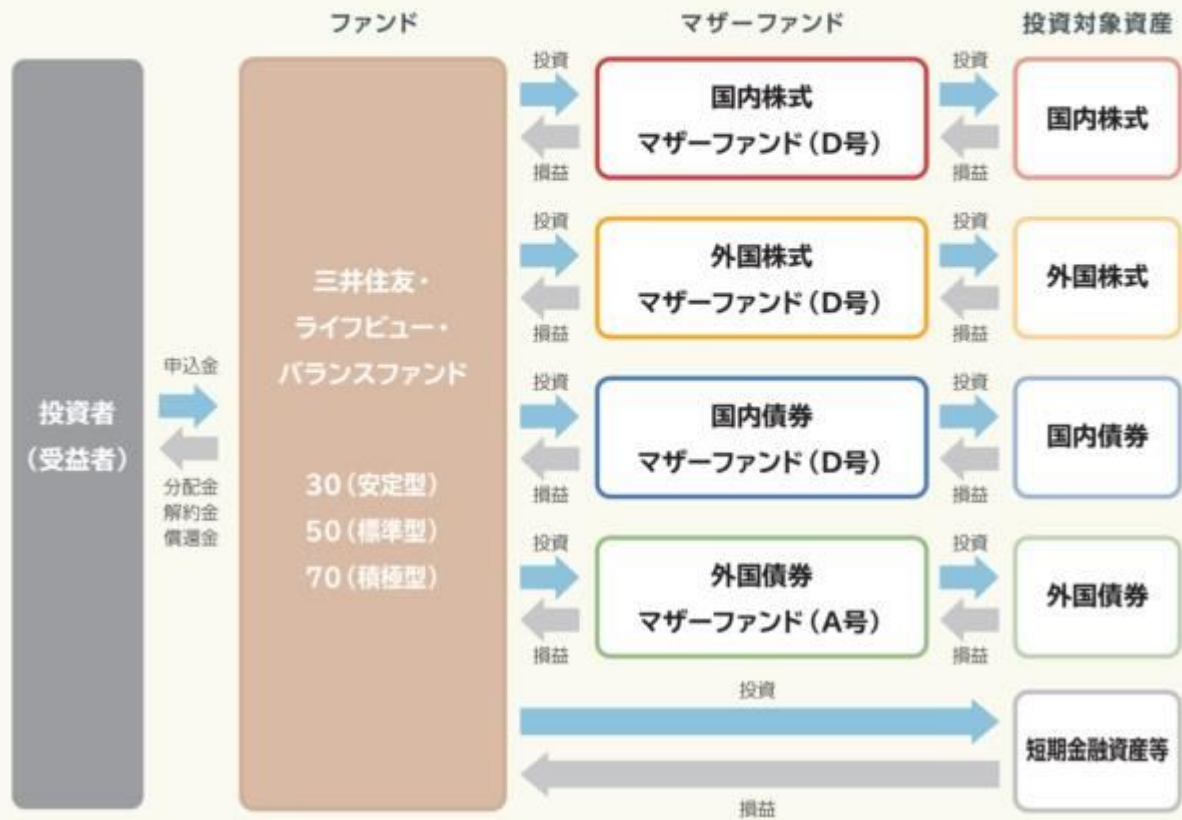 ファンド
マザーファンド
投資対象資産
投資者
(受益者)
申込金
分配金
解約金
償還金
三井住友・
ライフビュー・
バランスファンド
30(安定型)
50(標準型)
70(積極型)
投資
損益
国内株式
マザーファンド(D号)
投資
損益
国内株式
投資
損益
外国株式
マザーファンド(D号)
投資
損益
外国株式
投資
損益
国内債券
マザーファンド(D号)
投資
損益
国内債券
投資
損益
外国債券
マザーファンド(A号)
投資
損益
外国債券
投資
損益
短期金融資産等